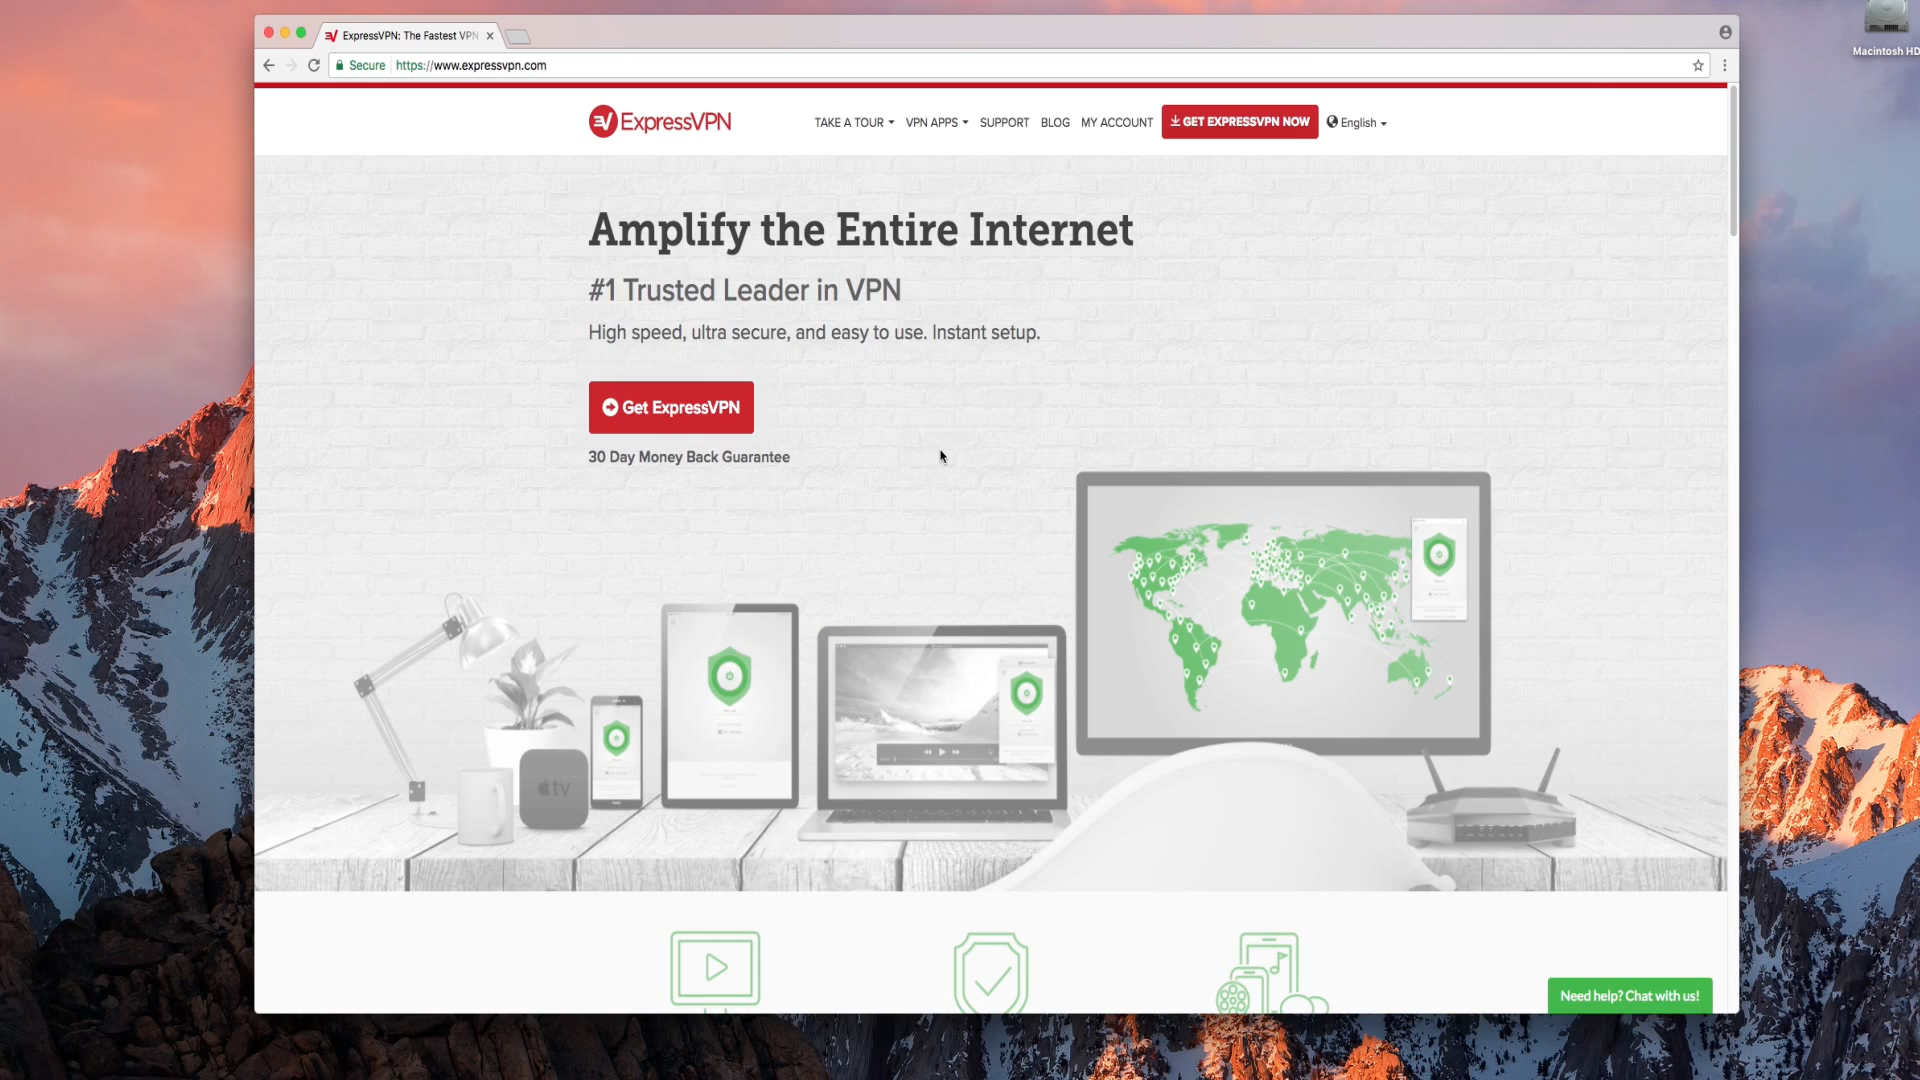 Macintosh HD
ExpressVPN: The Fastest VPN
Secure https://www.expressvpn.com
ExpressVPN
TAKE A TOUR VPN APPS SUPPORT BLOG MY ACCOUNT GET EXPRESSVPN NOW English
Amplify the Entire Internet
#1 Trusted Leader in VPN
High speed, ultra secure, and easy to use. Instant setup.
Get ExpressVPN
30 Day Money Back Guarantee
tv
Need help? Chat with us!